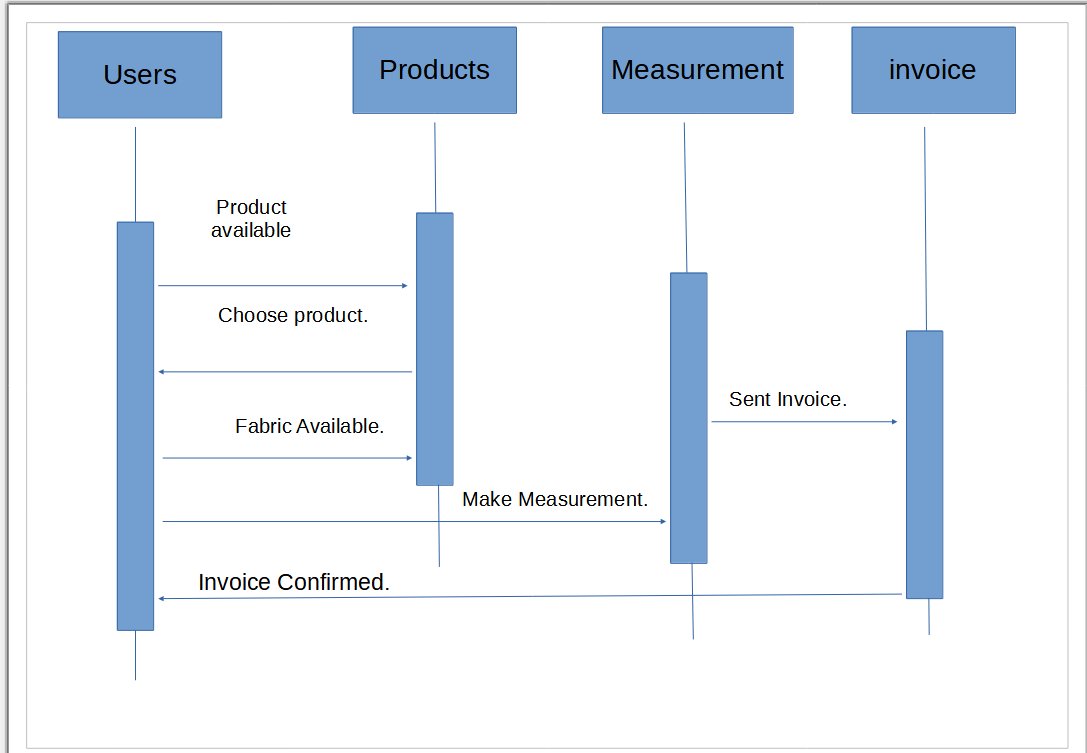 Users
Products
Measurement
invoice
Product
available
Choose product.
Sent Invoice.
Fabric Available.
Make Measurement.
Invoice Confirmed.